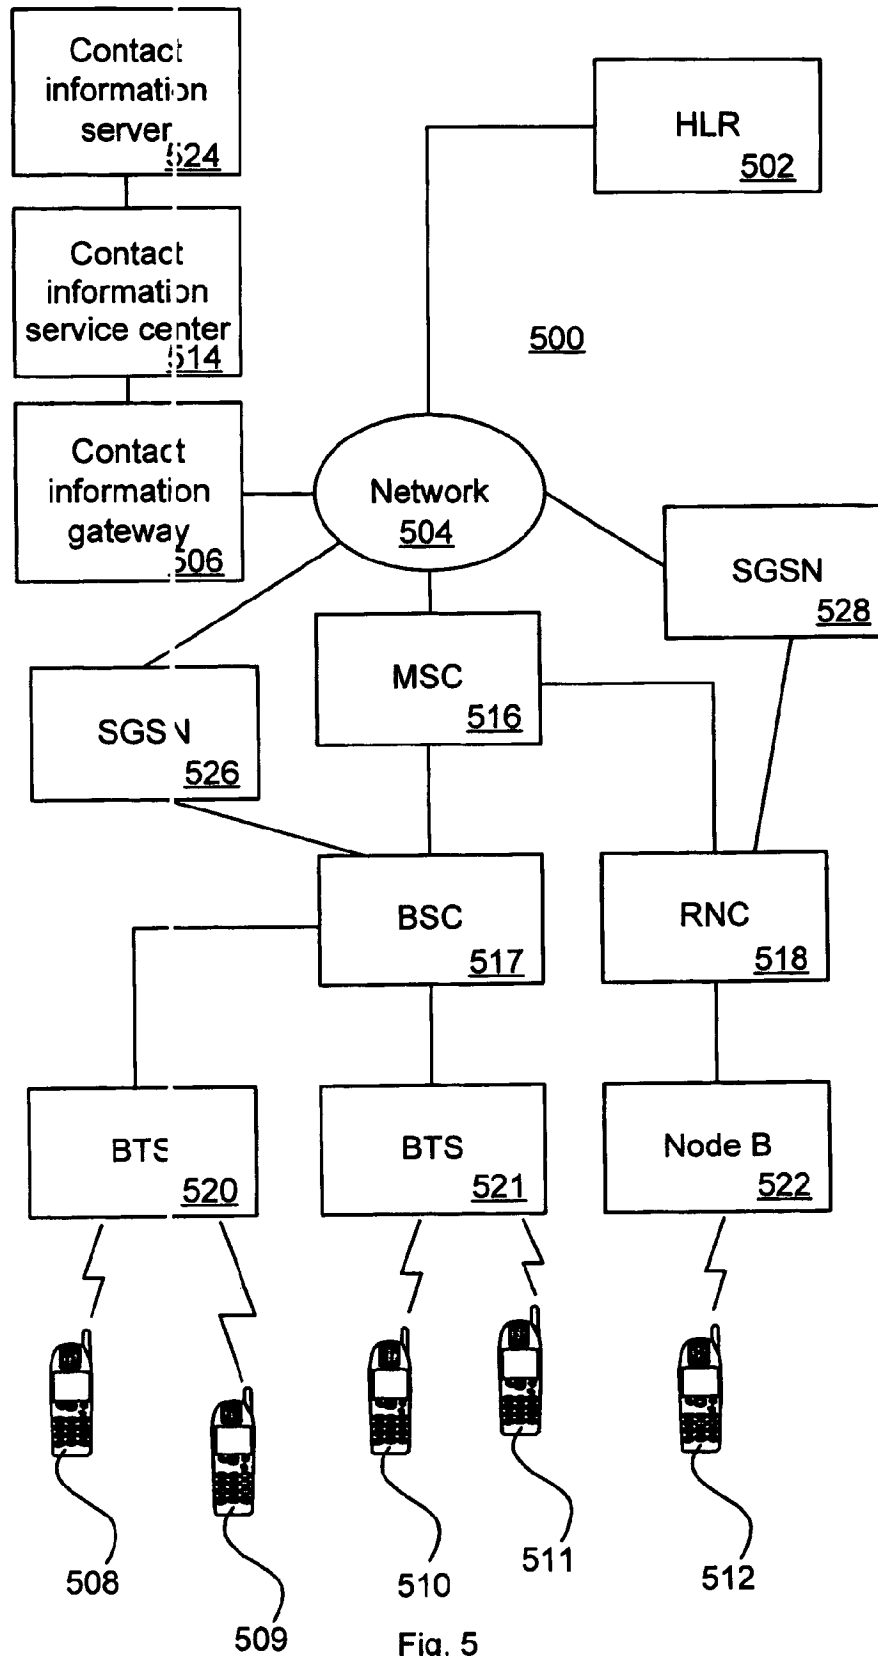 Contact
information
server
524
HLR
502
Contact
information
service center
514
500
Contact
information
gateway
506
Network
504
SGSN
528
MSC
516
SGSN
526
BSC
517
RNC
518
BTS
520
BTS
521
Node B
522
508
509
510
511
512
Fig. 5